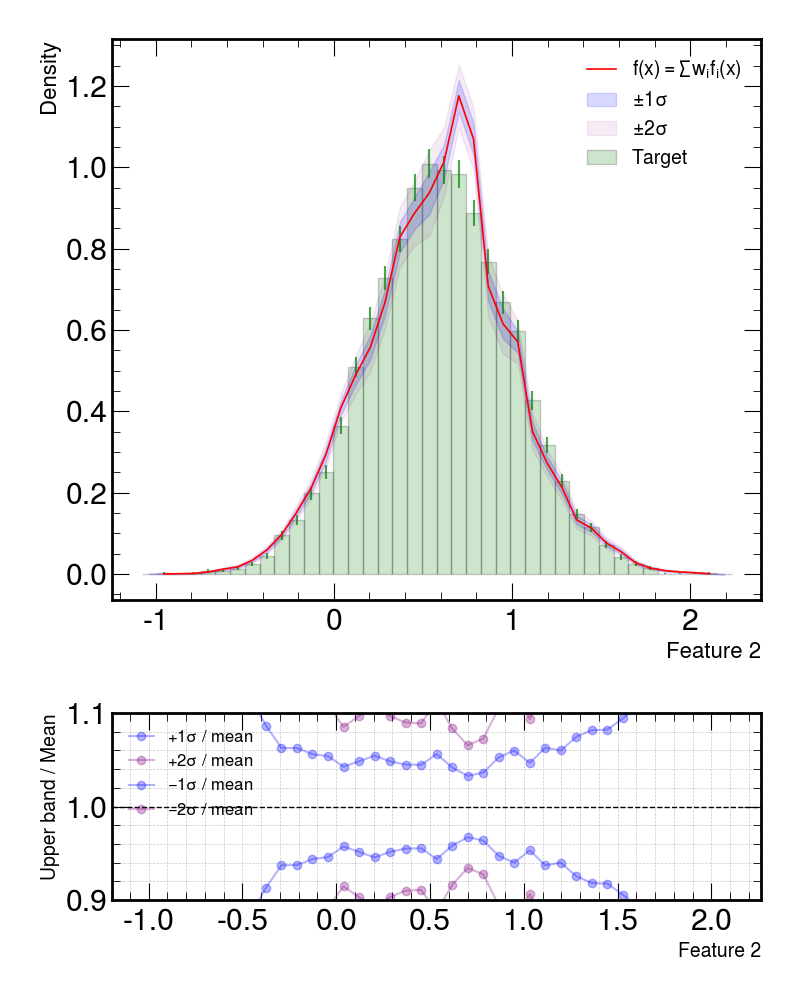 Density
f(x) = ∑wᵢfᵢ(x)
±1σ
±2σ
Target
1.2
1.0
0.8
0.6
0.4
0.2
0.0
-1 0 1 2
Feature 2
Upper band / Mean
1.1
1.0
0.9
+1σ / mean
+2σ / mean
−1σ / mean
−2σ / mean
-1.0 -0.5 0.0 0.5 1.0 1.5 2.0
Feature 2